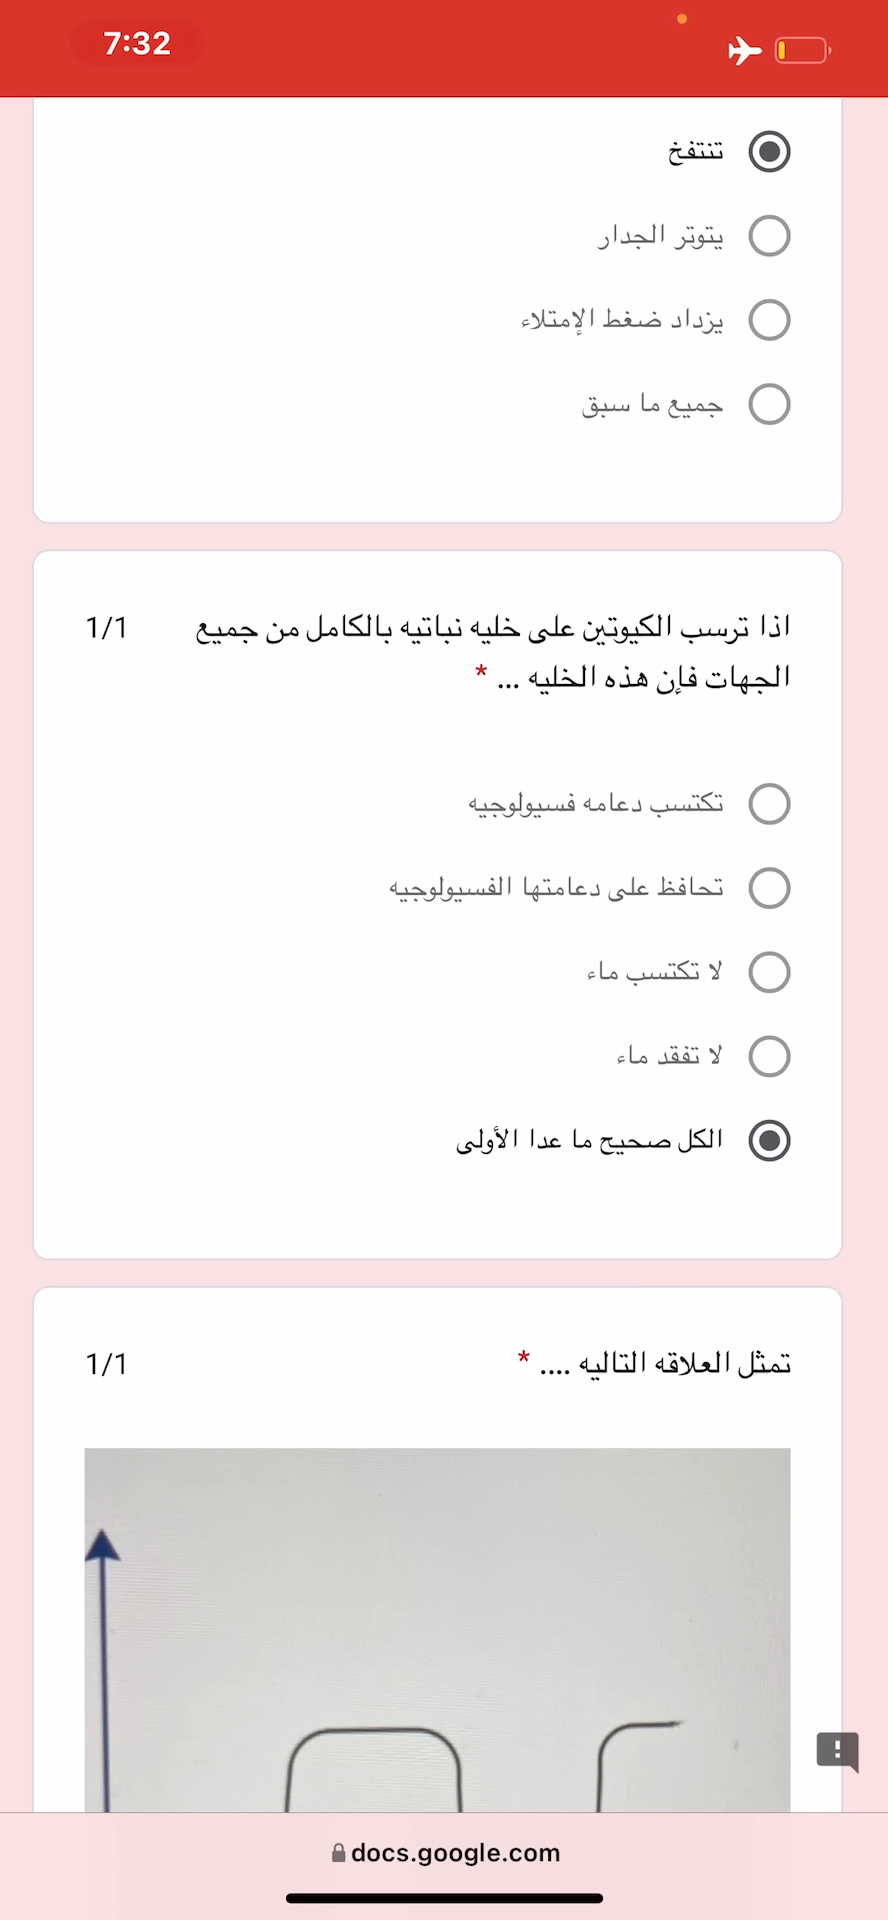 7:32
تنتفخ
يتوتر الجدار
يزداد ضغط الإمتلاء
جميع ما سبق
اذا ترسب الكيوتين على خليه نباتيه بالكامل من جميع
1/1
الجهات فإن هذه الخليه ... *
تكتسب دعامه فسيولوجيه
تحافظ على دعامتها الفسيولوجيه
لا تكتسب ماء
لا تفقد ماء
الكل صحيح ما عدا الأولى
تمثل العلاقه التاليه .... *
1/1
docs.google.com